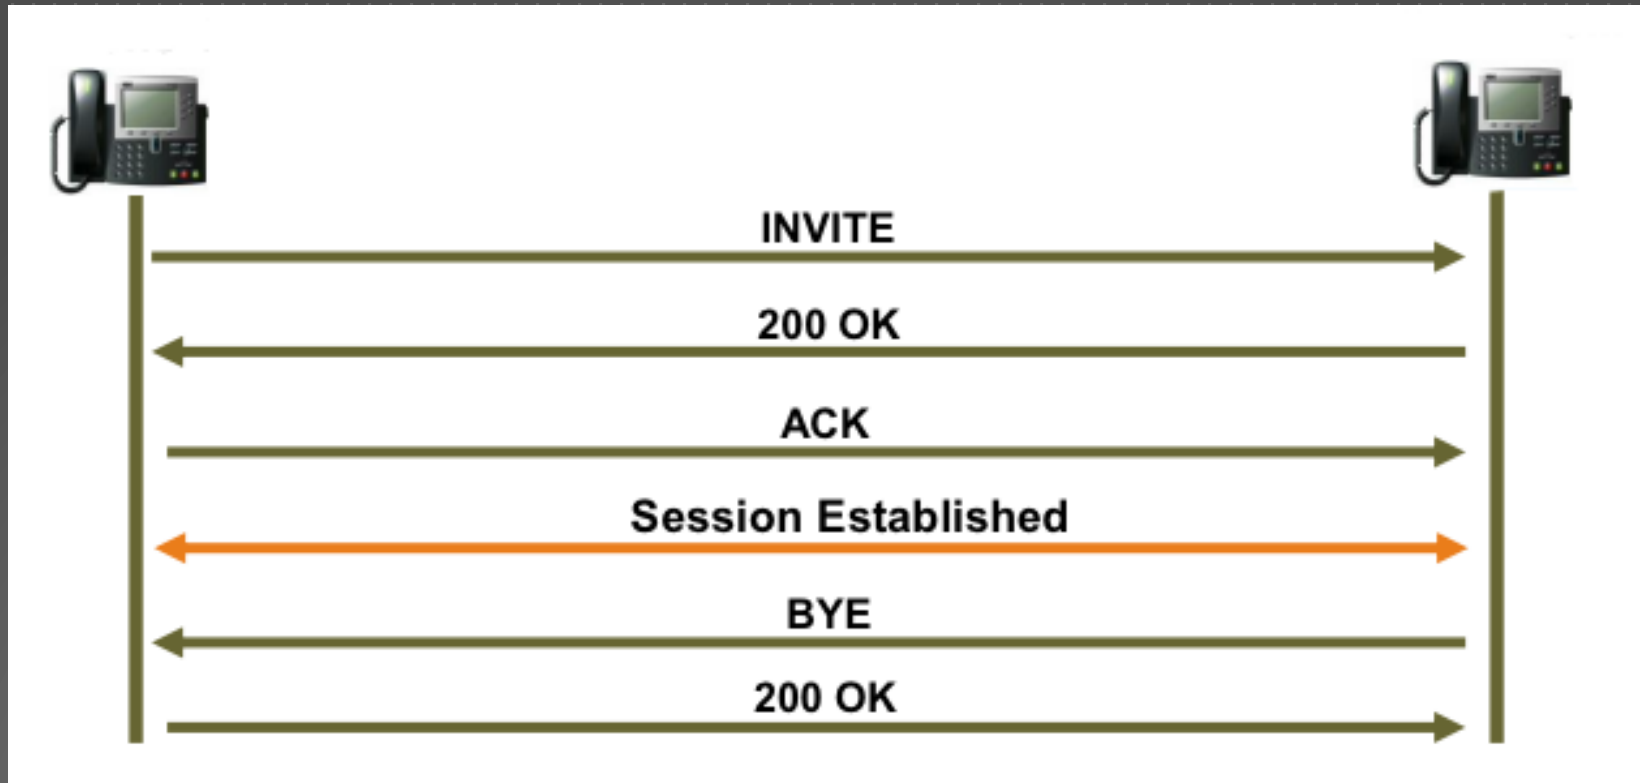 INVITE
200 OK
ACK
Session Established
BYE
200 OK